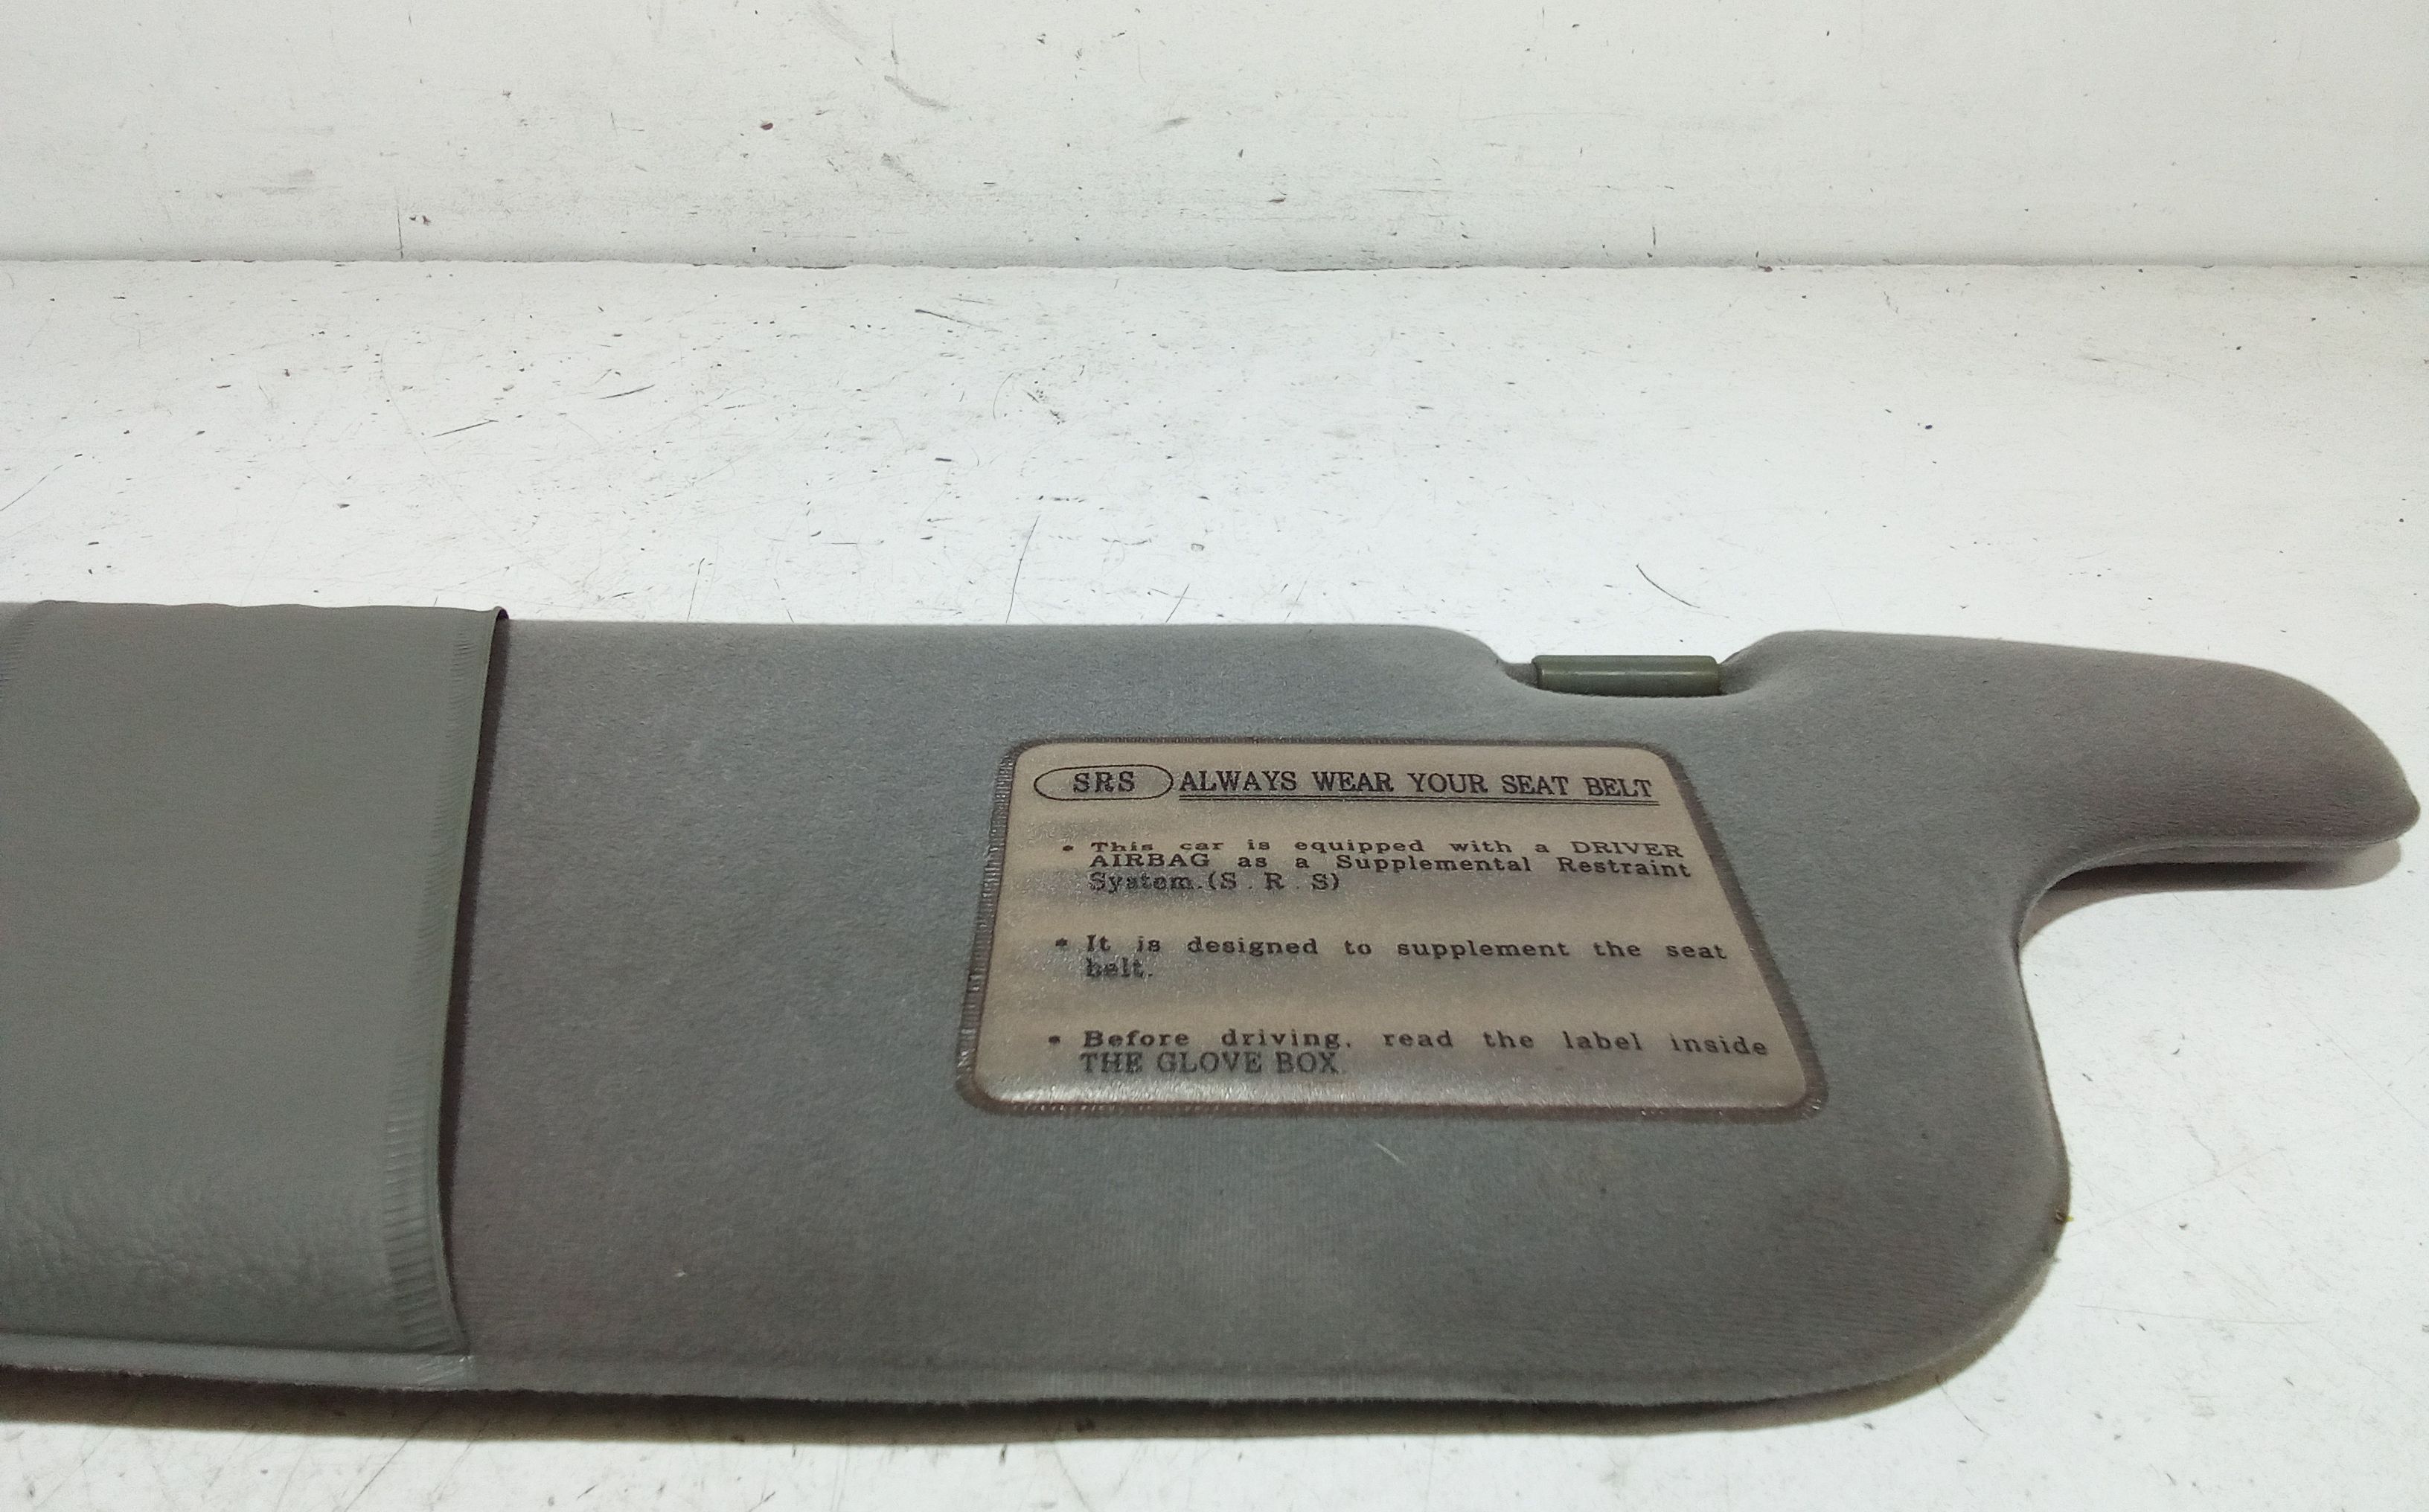 SRS ALWAYS WEAR YOUR SEAT BELT
• This car is equipped with a DRIVER
AIRBAG as a Supplemental Restraint
System.(S.R.S)
• It is designed to supplement the seat
belt.
• Before driving, read the label inside
THE GLOVE BOX.